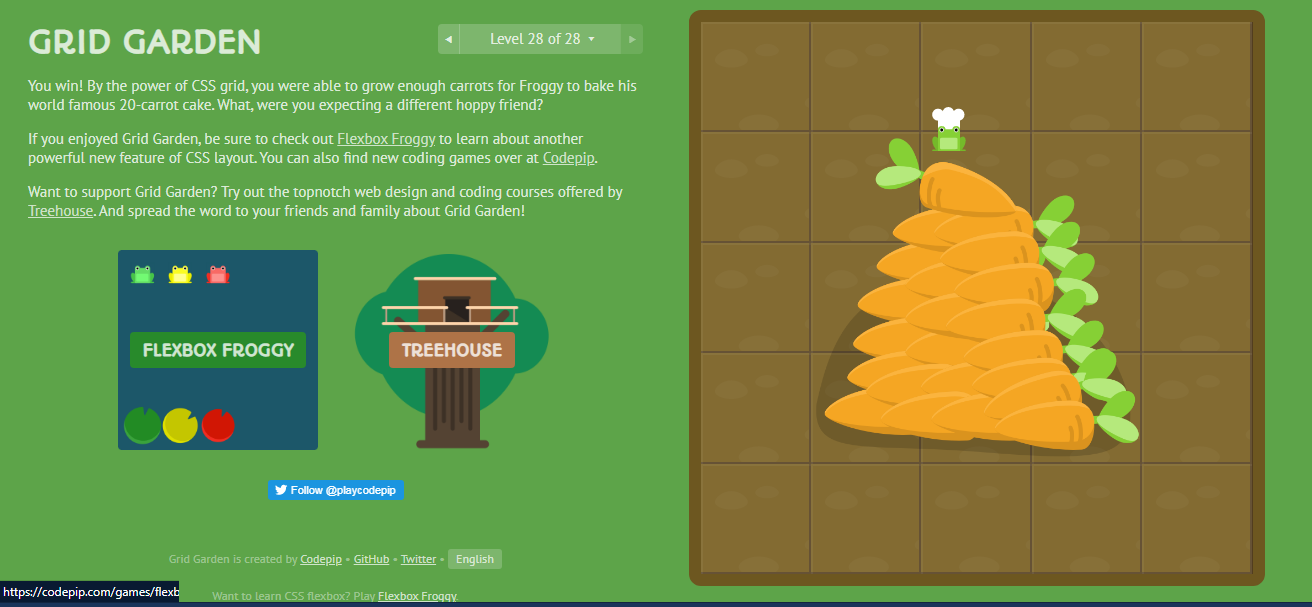 GRID GARDEN
◄ Level 28 of 28 ▾ ►
You win! By the power of CSS grid, you were able to grow enough carrots for Froggy to bake his
world famous 20-carrot cake. What, were you expecting a different hoppy friend?
If you enjoyed Grid Garden, be sure to check out Flexbox Froggy to learn about another
powerful new feature of CSS layout. You can also find new coding games over at Codepip.
Want to support Grid Garden? Try out the topnotch web design and coding courses offered by
Treehouse. And spread the word to your friends and family about Grid Garden!
FLEXBOX FROGGY
TREEHOUSE
Follow @playcodepip
Grid Garden is created by Codepip • GitHub • Twitter • English
https://codepip.com/games/flexb
Want to learn CSS flexbox? Play Flexbox Froggy.